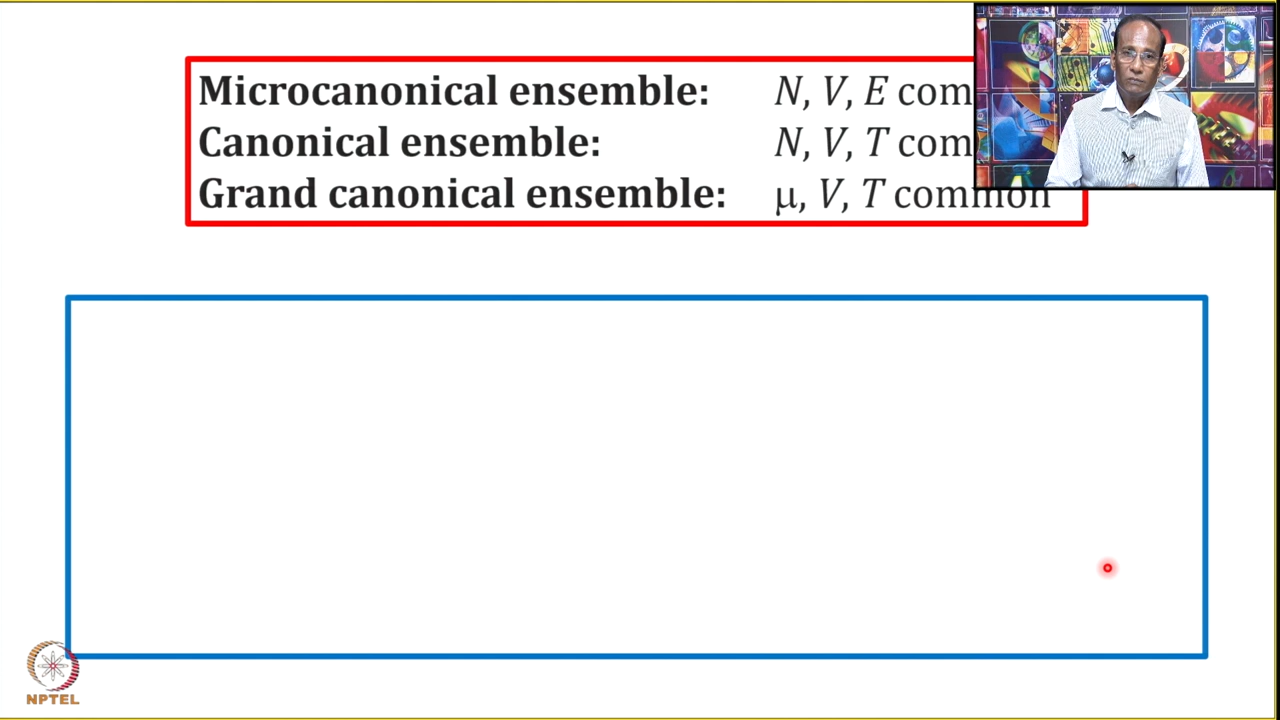 Microcanonical ensemble: N, V, E com
Canonical ensemble: N, V, T com
Grand canonical ensemble: μ, V, T common
NPTEL